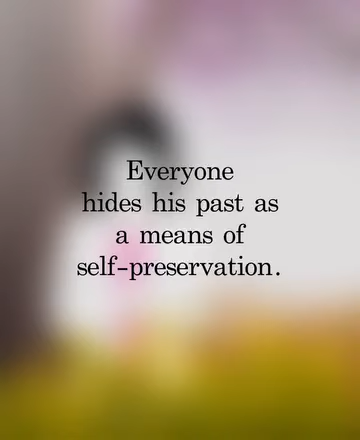 Everyone
hides his past as
a means of
self-preservation.